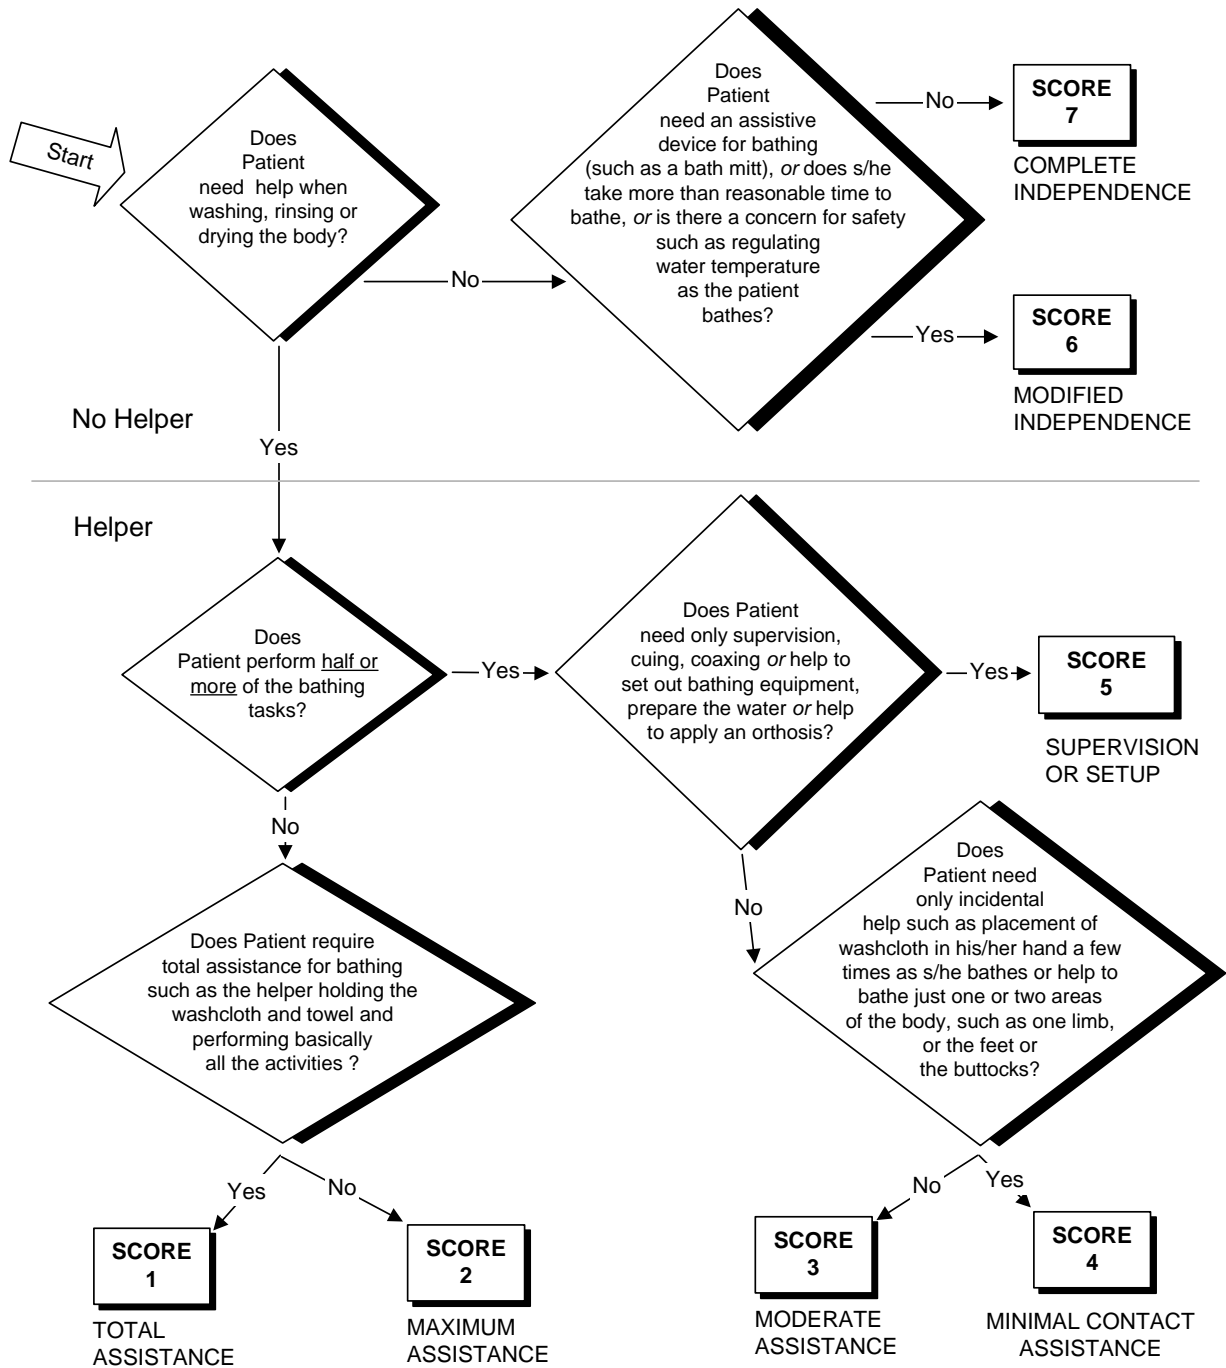 Start
Does
Patient
need help when
washing, rinsing or
drying the body?
No
Does
Patient
need an assistive
device for bathing
(such as a bath mitt), or does s/he
take more than reasonable time to
bathe, or is there a concern for safety
such as regulating
water temperature
as the patient
bathes?
No
SCORE
7
COMPLETE
INDEPENDENCE
Yes
SCORE
6
MODIFIED
INDEPENDENCE
No Helper
Yes
Helper
Does
Patient perform half or
more of the bathing
tasks?
Yes
Does Patient
need only supervision,
cuing, coaxing or help to
set out bathing equipment,
prepare the water or help
to apply an orthosis?
Yes
SCORE
5
SUPERVISION
OR SETUP
No
Does Patient require
total assistance for bathing
such as the helper holding the
washcloth and towel and
performing basically
all the activities ?
No
Does
Patient need
only incidental
help such as placement of
washcloth in his/her hand a few
times as s/he bathes or help to
bathe just one or two areas
of the body, such as one limb,
or the feet or
the buttocks?
Yes
SCORE
1
TOTAL
ASSISTANCE
No
SCORE
2
MAXIMUM
ASSISTANCE
No
SCORE
3
MODERATE
ASSISTANCE
Yes
SCORE
4
MINIMAL CONTACT
ASSISTANCE